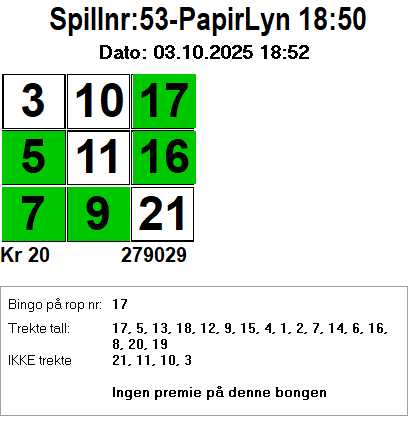 Spillnr:53-PapirLyn 18:50
Dato: 03.10.2025 18:52
3 10 17
5 11 16
7 9 21
Kr 20 279029
Bingo på rop nr: 17
Trekte tall: 17, 5, 13, 18, 12, 9, 15, 4, 1, 2, 7, 14, 6, 16,
8, 20, 19
IKKE trekte 21, 11, 10, 3
Ingen premie på denne bongen